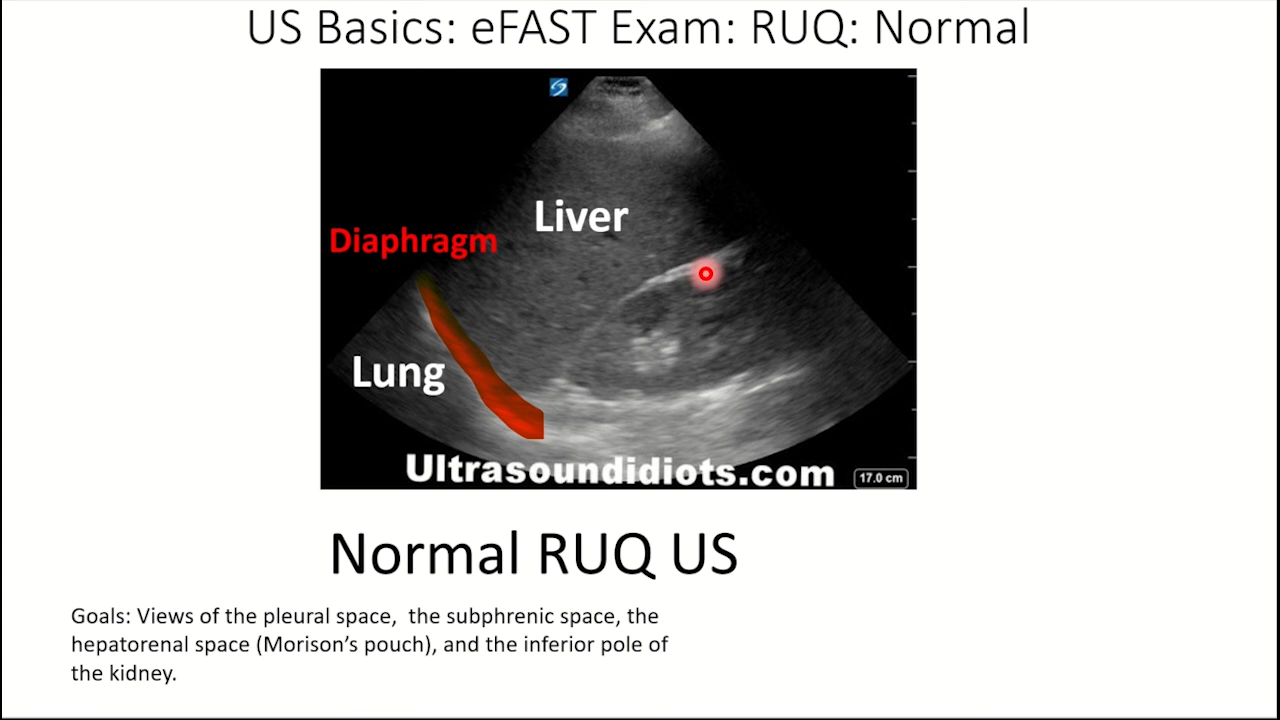 US Basics: eFAST Exam: RUQ: Normal
Liver
Diaphragm
Lung
Ultrasoundidiots.com
17.0 cm
Normal RUQ US
Goals: Views of the pleural space,  the subphrenic space, the
hepatorenal space (Morison’s pouch), and the inferior pole of
the kidney.